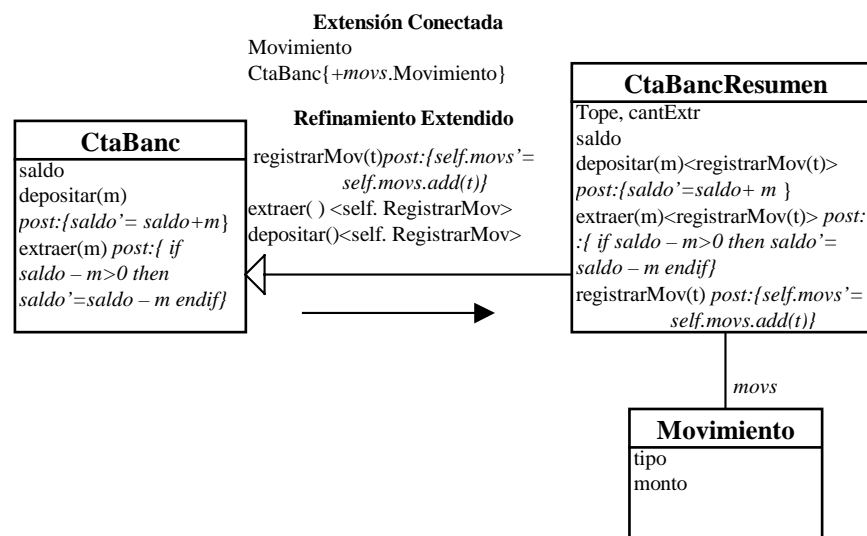 Extensión Conectada
Movimiento
CtaBanc{+movs.Movimiento}
Refinamiento Extendido
registrarMov(t)post:{self.movs’=
self.movs.add(t)}
extraer( ) <self. RegistrarMov>
depositar()<self. RegistrarMov>
CtaBanc
saldo
depositar(m)
post:{saldo’= saldo+m}
extraer(m) post:{ if
saldo – m>0 then
saldo’=saldo – m endif}
CtaBancResumen
Tope, cantExtr
saldo
depositar(m)<registrarMov(t)>
post:{saldo’=saldo+ m }
extraer(m)<registrarMov(t)> post:
:{ if saldo – m>0 then saldo’=
saldo – m endif}
registrarMov(t) post:{self.movs’=
self.movs.add(t)}
movs
Movimiento
tipo
monto